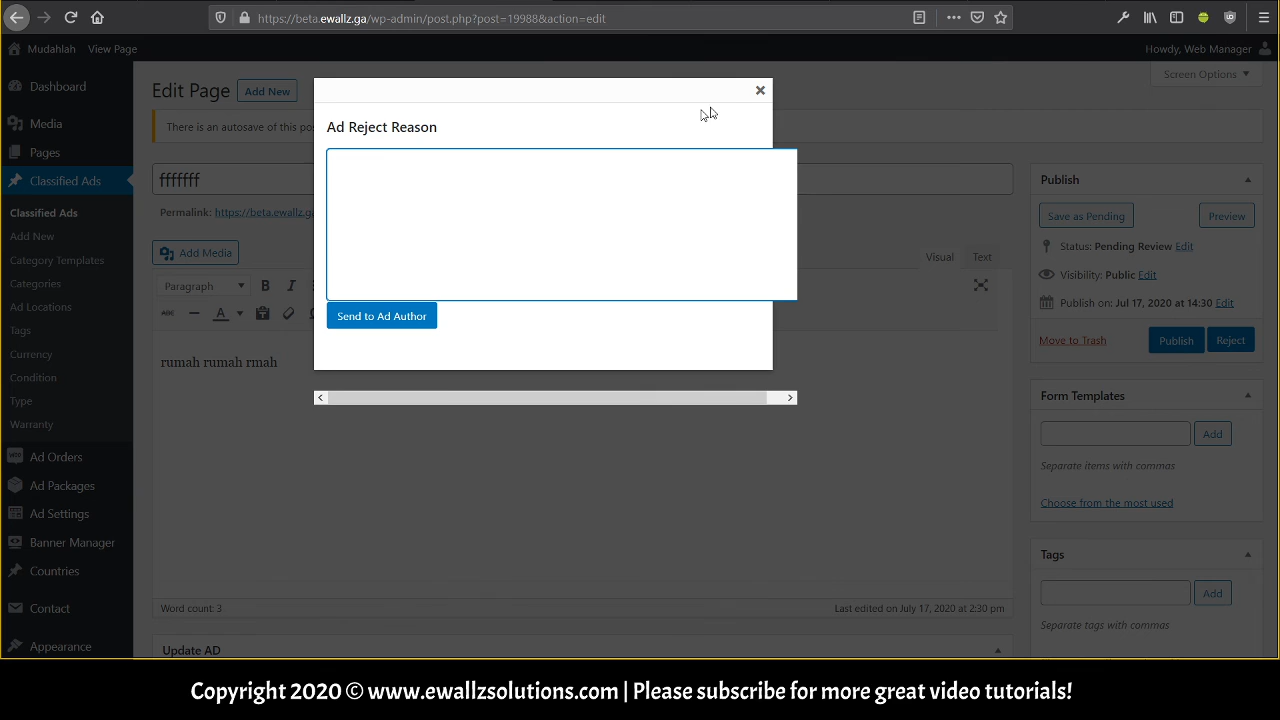 https://beta.ewallz.ga/wp-admin/post.php?post=19988&action=edit
Mudahlah
View Page
Howdy, Web Manager
Dashboard
Media
Pages
Classified Ads
Classified Ads
Add New
Category Templates
Categories
Ad Locations
Tags
Currency
Condition
Type
Warranty
Ad Orders
Ad Packages
Ad Settings
Banner Manager
Countries
Contact
Appearance
Screen Options
Edit Page
Add New
There is an autosave of this pos
fffffff
Permalink: https://beta.ewallz.ga
Add Media
Visual
Text
Paragraph
B
I
ABC
A
rumah rumah rmah
Word count: 3
Last edited on July 17, 2020 at 2:30 pm
Update AD
Ad Reject Reason
Send to Ad Author
Publish
Save as Pending
Preview
Status: Pending Review Edit
Visibility: Public Edit
Publish on: Jul 17, 2020 at 14:30 Edit
Move to Trash
Publish
Reject
Form Templates
Add
Separate items with commas
Choose from the most used
Tags
Add
Separate tags with commas
Copyright 2020 © www.ewallzsolutions.com | Please subscribe for more great video tutorials!